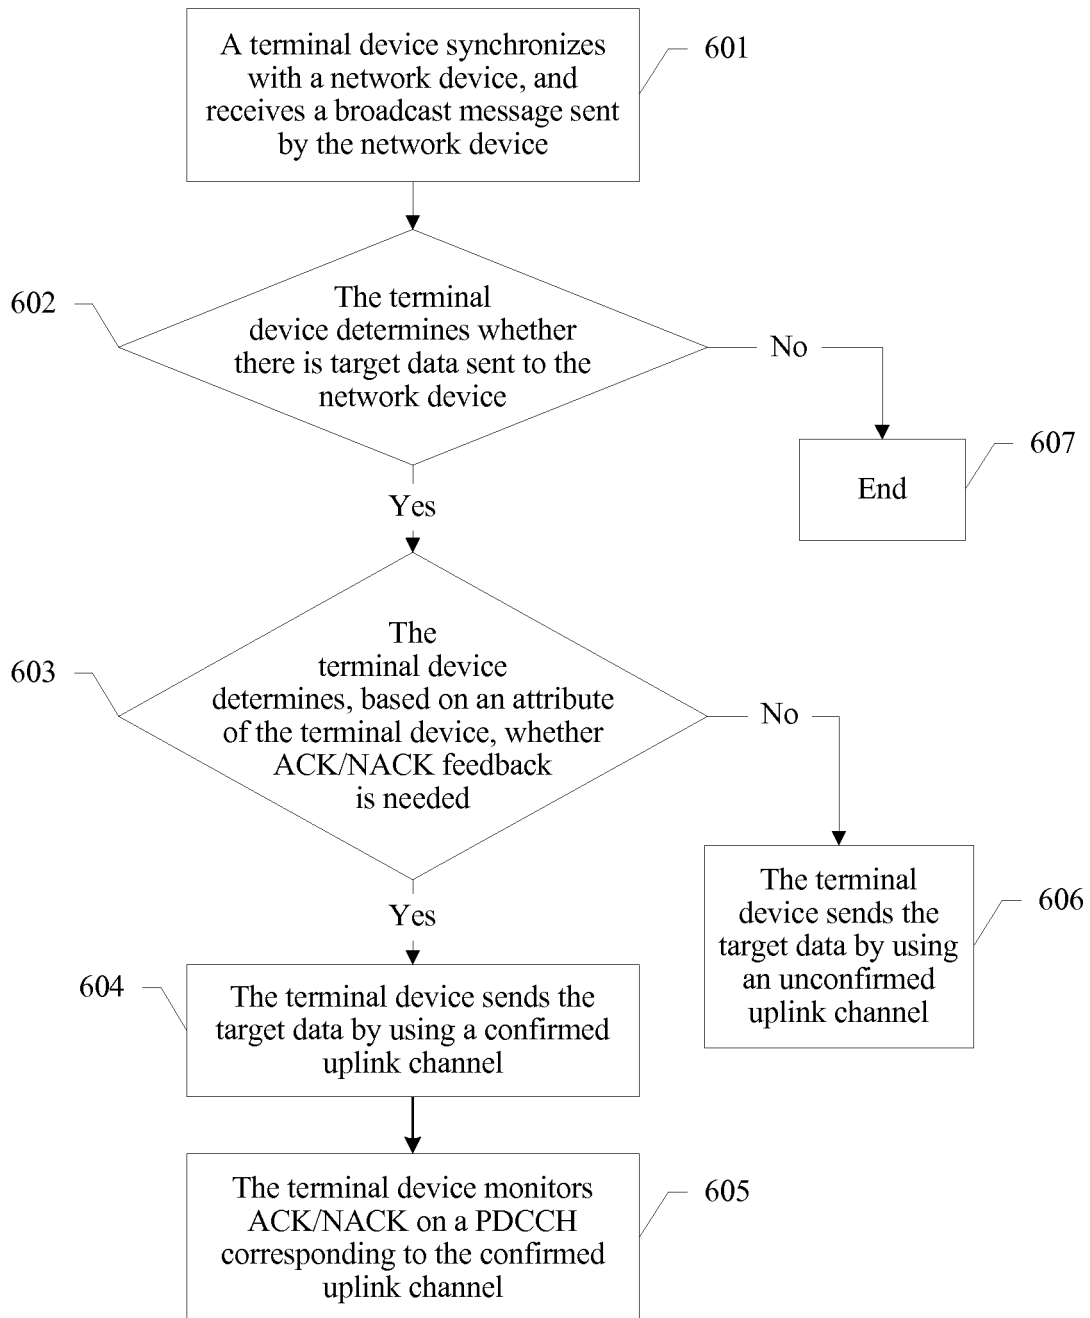 A terminal device synchronizes
with a network device, and
receives a broadcast message sent
by the network device
601
602
The terminal
device determines whether
there is target data sent to the
network device
No
607
End
Yes
603
The
terminal device
determines, based on an attribute
of the terminal device, whether
ACK/NACK feedback
is needed
No
Yes
606
The terminal
device sends the
target data by using
an unconfirmed
uplink channel
604
The terminal device sends the
target data by using a confirmed
uplink channel
605
The terminal device monitors
ACK/NACK on a PDCCH
corresponding to the confirmed
uplink channel